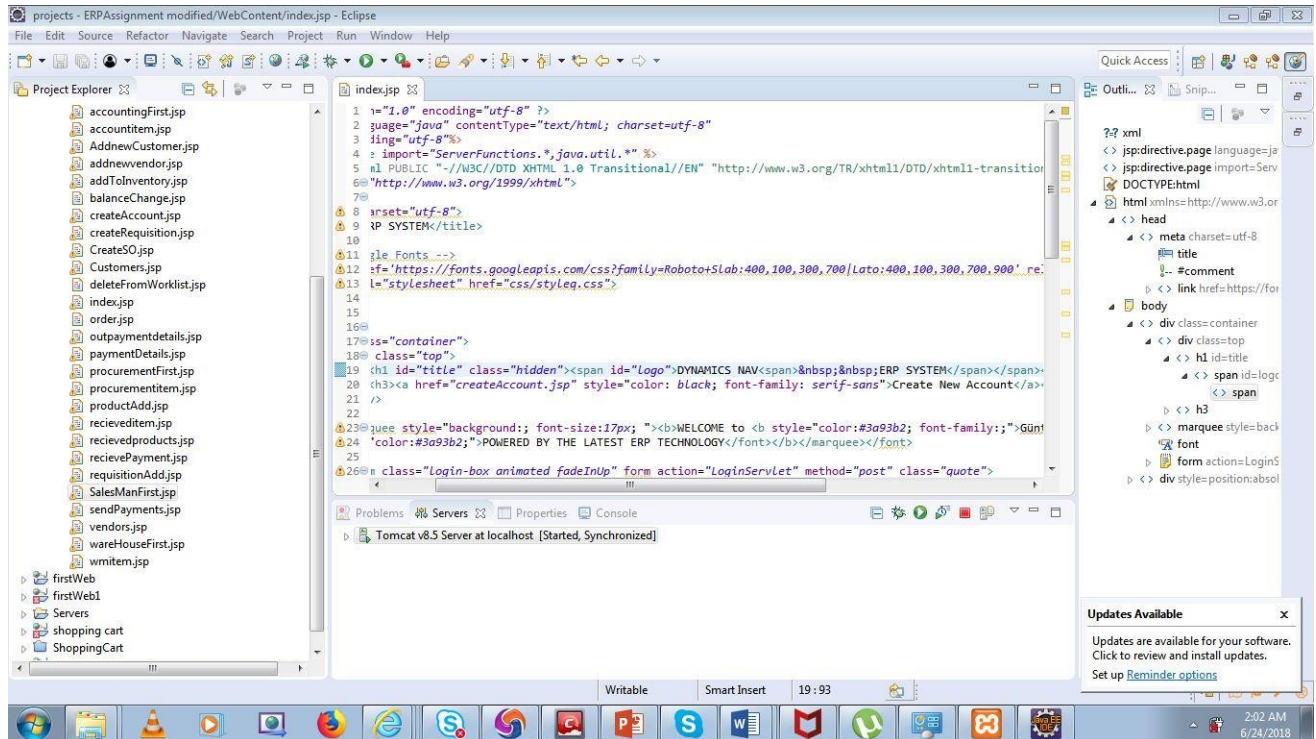 projects - ERPAssignment modified/WebContent/index.jsp - Eclipse
File Edit Source Refactor Navigate Search Project Run Window Help
Quick Access
Project Explorer
accountingFirst.jsp
accountitem.jsp
AddnewCustomer.jsp
addnewvendor.jsp
addToInventory.jsp
balanceChange.jsp
createAccount.jsp
createRequisition.jsp
CreateSO.jsp
Customers.jsp
deleteFromWorklist.jsp
index.jsp
order.jsp
outpaymentdetails.jsp
paymentDetails.jsp
procurementFirst.jsp
procurementitem.jsp
productAdd.jsp
recieveditem.jsp
recievedproducts.jsp
recievePayment.jsp
requisitionAdd.jsp
SalesManFirst.jsp
sendPayments.jsp
vendors.jsp
wareHouseFirst.jsp
wmitem.jsp
firstWeb
firstWeb1
Servers
shopping cart
ShoppingCart
index.jsp
1 ="1.0" encoding="utf-8" ?>
2 guage="java" contentType="text/html; charset=utf-8"
3 ding="utf-8"%>
4 e import="ServerFunctions.*,java.util.*" %>
5 ml PUBLIC "-//W3C//DTD XHTML 1.0 Transitional//EN" "http://www.w3.org/TR/xhtml1/DTD/xhtml1-transition
6 "http://www.w3.org/1999/xhtml">
7
8 arset="utf-8">
9 RP SYSTEM</title>
10
11 gle Fonts -->
12 ef='https://fonts.googleapis.com/css?family=Roboto+Slab:400,100,300,700|Lato:400,100,300,700,900' re
13 l="stylesheet" href="css/styleq.css">
14
15
16
17 ss="container">
18 class="top">
19 <h1 id="title" class="hidden"><span id="logo">DYNAMICS NAV<span>&nbsp;&nbsp;ERP SYSTEM</span></span>
20 <h3><a href="createAccount.jsp" style="color: black; font-family: serif-sans">Create New Account</a>
21 />
22
23 quee style="background:; font-size:17px; "><b>WELCOME to <b style="color:#3a93b2; font-family:;">Gün
24 "color:#3a93b2;">POWERED BY THE LATEST ERP TECHNOLOGY</font></b></marquee></font>
25
26 class="login-box animated fadeInUp" form action="LoginServlet" method="post" class="quote">
Problems Servers Properties Console
Tomcat v8.5 Server at localhost [Started, Synchronized]
Outli... Snip...
?-? xml
<> jsp:directive.page language=ja
<> jsp:directive.page import=Serv
DOCTYPE:html
html xmlns=http://www.w3.or
<> head
<> meta charset=utf-8
title
!-- #comment
<> link href=https://for
body
<> div class=container
<> div class=top
<> h1 id=title
<> span id=logo
<> span
<> h3
<> marquee style=back
font
form action=LoginS
<> div style=position:absol
Updates Available x
Updates are available for your software.
Click to review and install updates.
Set up Reminder options
Writable Smart Insert 19 : 93
2:02 AM
6/24/2018